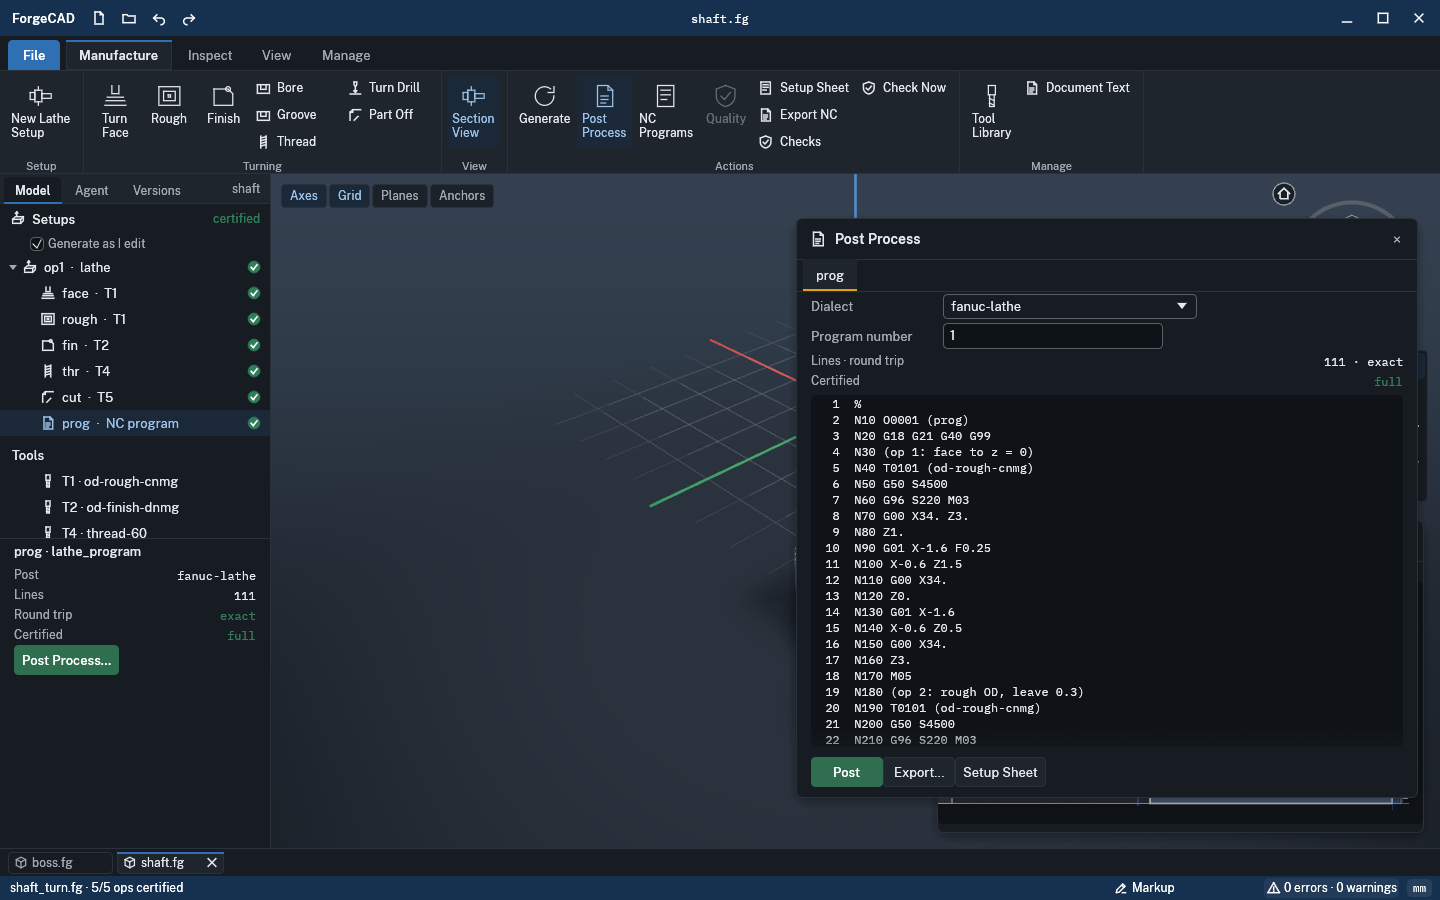 ForgeCAD
shaft.fg
File
Manufacture
Inspect
View
Manage
New Lathe Setup
Turn Face
Rough
Finish
Bore
Groove
Thread
Turn Drill
Part Off
Section View
Generate
Post Process
NC Programs
Quality
Setup Sheet
Export NC
Checks
Check Now
Tool Library
Document Text
Setup
Turning
View
Actions
Manage
Model
Agent
Versions
shaft
Setups
certified
Generate as I edit
op1 · lathe
face · T1
rough · T1
fin · T2
thr · T4
cut · T5
prog · NC program
Tools
T1 · od-rough-cnmg
T2 · od-finish-dnmg
T4 · thread-60
prog · lathe_program
Post fanuc-lathe
Lines 111
Round trip exact
Certified full
Post Process...
Axes
Grid
Planes
Anchors
Post Process
×
prog
Dialect fanuc-lathe
Program number 1
Lines · round trip 111 · exact
Certified full
1 %
2 N10 O0001 (prog)
3 N20 G18 G21 G40 G99
4 N30 (op 1: face to z = 0)
5 N40 T0101 (od-rough-cnmg)
6 N50 G50 S4500
7 N60 G96 S220 M03
8 N70 G00 X34. Z3.
9 N80 Z1.
10 N90 G01 X-1.6 F0.25
11 N100 X-0.6 Z1.5
12 N110 G00 X34.
13 N120 Z0.
14 N130 G01 X-1.6
15 N140 X-0.6 Z0.5
16 N150 G00 X34.
17 N160 Z3.
18 N170 M05
19 N180 (op 2: rough OD, leave 0.3)
20 N190 T0101 (od-rough-cnmg)
21 N200 G50 S4500
22 N210 G96 S220 M03
Post
Export...
Setup Sheet
boss.fg
shaft.fg
shaft_turn.fg · 5/5 ops certified
Markup
0 errors · 0 warnings
mm